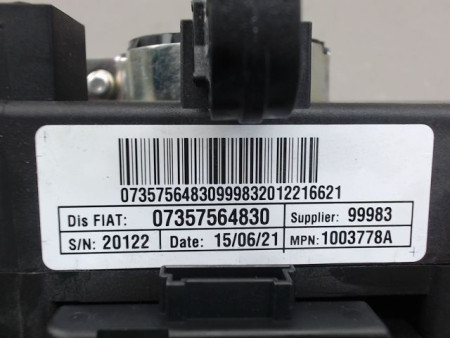 07357564830999832012216621
Dis FIAT: 07357564830 Supplier: 99983
S/N: 20122 Date: 15/06/21 MPN: 1003778A